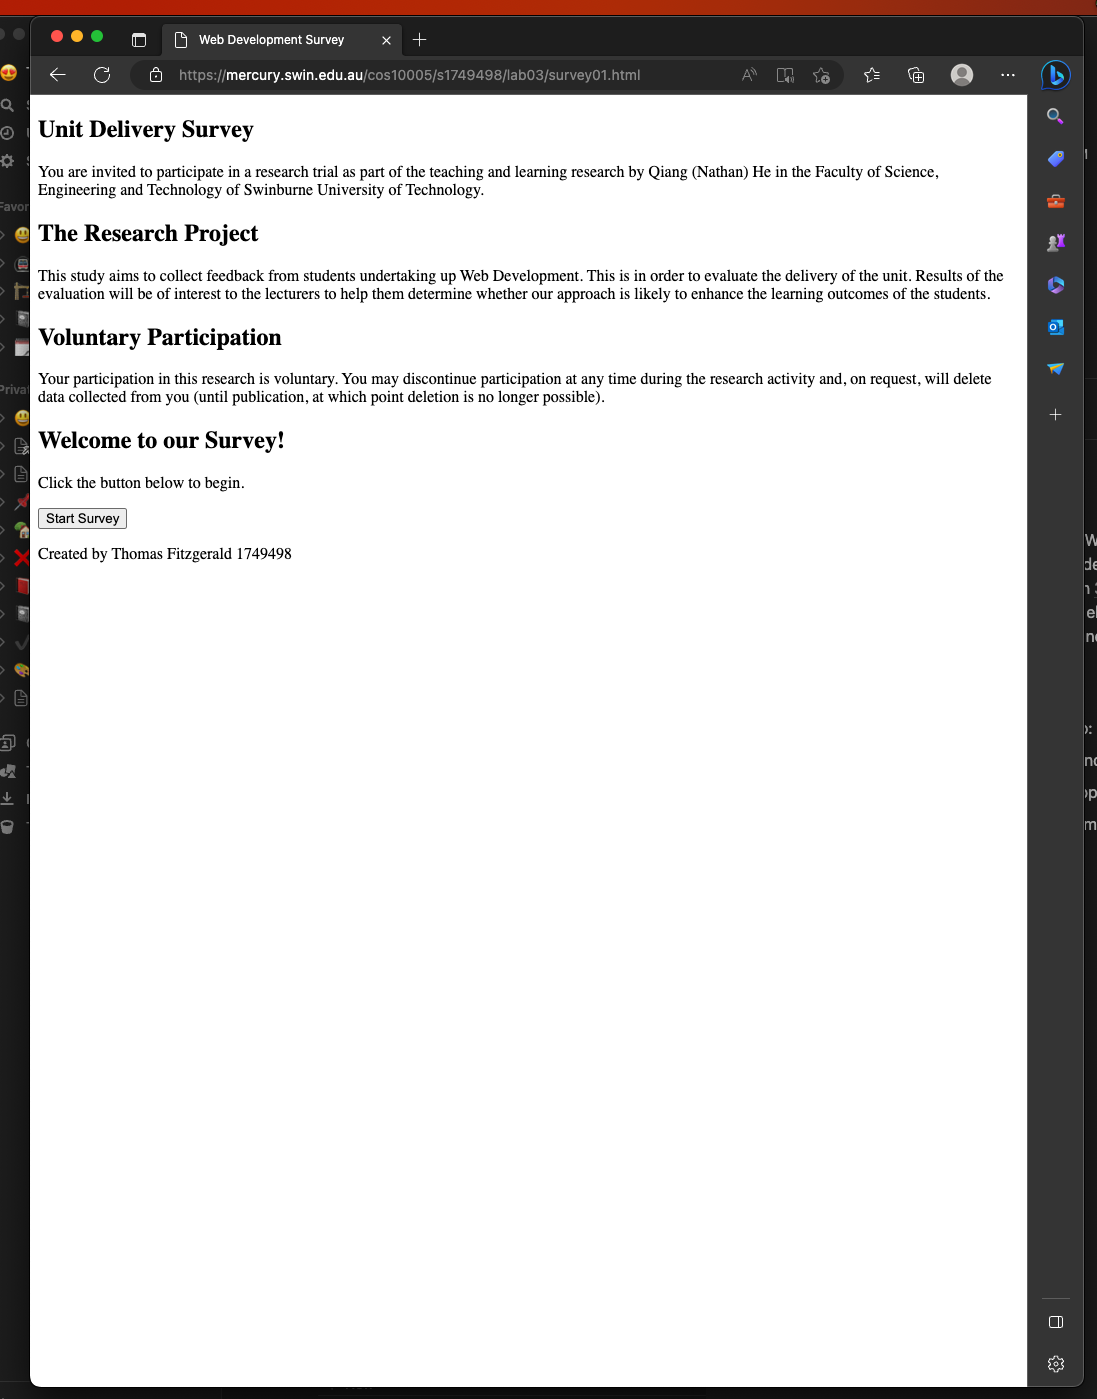 Web Development Survey
https://mercury.swin.edu.au/cos10005/s1749498/lab03/survey01.html
Unit Delivery Survey
You are invited to participate in a research trial as part of the teaching and learning research by Qiang (Nathan) He in the Faculty of Science,
Engineering and Technology of Swinburne University of Technology.
The Research Project
This study aims to collect feedback from students undertaking up Web Development. This is in order to evaluate the delivery of the unit. Results of the
evaluation will be of interest to the lecturers to help them determine whether our approach is likely to enhance the learning outcomes of the students.
Voluntary Participation
Your participation in this research is voluntary. You may discontinue participation at any time during the research activity and, on request, will delete
data collected from you (until publication, at which point deletion is no longer possible).
Welcome to our Survey!
Click the button below to begin.
Start Survey
Created by Thomas Fitzgerald 1749498